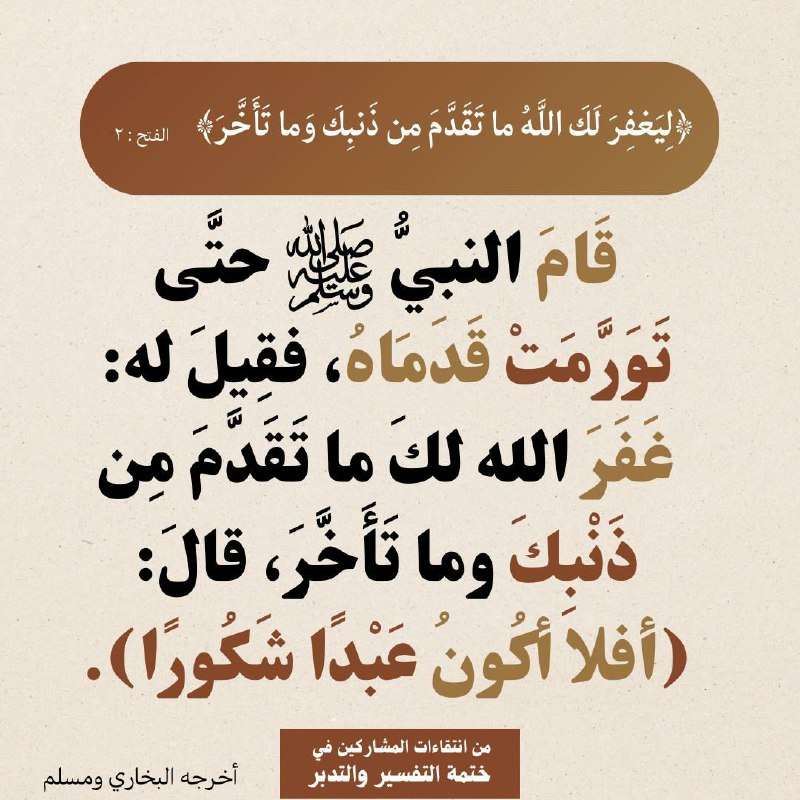 ﴿لِيَغفِرَ لَكَ اللَّهُ ما تَقَدَّمَ مِن ذَنبِكَ وَما تَأَخَّرَ﴾ الفتح : ٢
قَامَ النبيُّ ﷺ حتَّى
تَوَرَّمَتْ قَدَمَاهُ، فقِيلَ له:
غَفَرَ الله لكَ ما تَقَدَّمَ مِن
ذَنْبِكَ وما تَأَخَّرَ، قالَ:
(أفلا أكُونُ عَبْدًا شَكُورًا).
من انتقاءات المشاركين في
ختمة التفسير والتدبر
أخرجه البخاري ومسلم